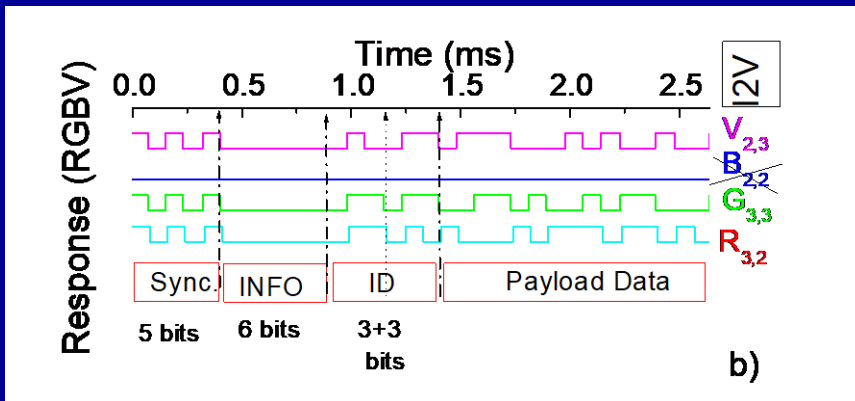 Time (ms)
0.0 0.5 1.0 1.5 2.0 2.5
I2V
Response (RGBV)
V2,3
B2,2
G3,3
R3,2
Sync. INFO ID Payload Data
5 bits 6 bits 3+3
bits
b)